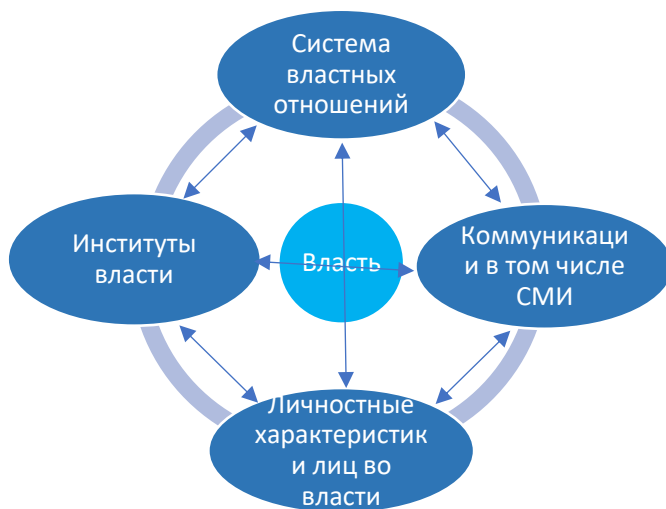 Система
властных
отношений
Институты
власти
Власть
Коммуникаци
и в том числе
СМИ
Личностные
характеристик
и лиц во
власти